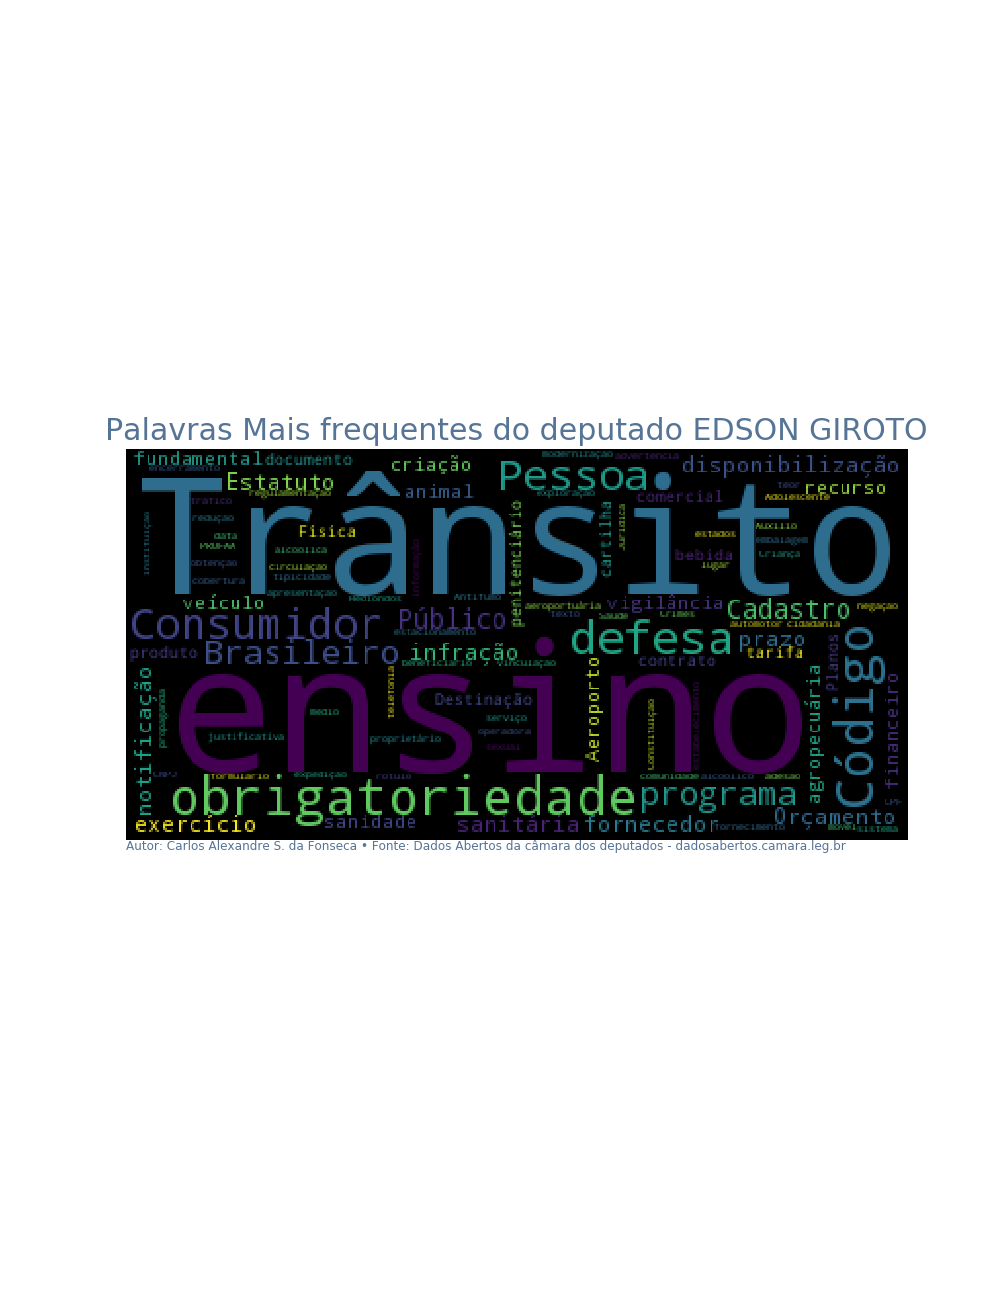 Palavras Mais frequentes do deputado EDSON GIROTO
fundamental
documento
criação
modernização
advertência
disponibilização
encerramento
Estatuto
Pessoa
regulamentação
animal
exploração
comercial
teor
recurso
Adolescente
Trânsito
tráfico
redução
data
Física
alcoólica
obtenção
circulação
cobertura
tipicidade
apresentação
Hediondos
instituição
informação
penitenciário
cartilha
jurídica
estados
Auxílio
embalagem
bebida
Criança
lugar
veículo
Antitumo
aeroportuária
texto
vigilância
Saúde
Crimes
Cadastro
negação
automotor
cidadania
Consumidor
Público
estacionamento
defesa
prazo
tarifa
produto
Brasileiro
infração
beneficiário
vinculação
contrato
Planos
Código
notificação
propaganda
telefonia
ensino
médio
Destinação
serviço
operadora
justificativa
proprietário
sexual
Aeroporto
Constituição
estabelecimento
agropecuária
financeiro
formulário
expedição
rótulo
comunidade
alcoólico
adesão
obrigatoriedade
programa
CPF
Orçamento
exercício
sanidade
sanitária
fornecedor
fornecimento
móvel
sistema
Autor: Carlos Alexandre S. da Fonseca • Fonte: Dados Abertos da câmara dos deputados - dadosabertos.camara.leg.br